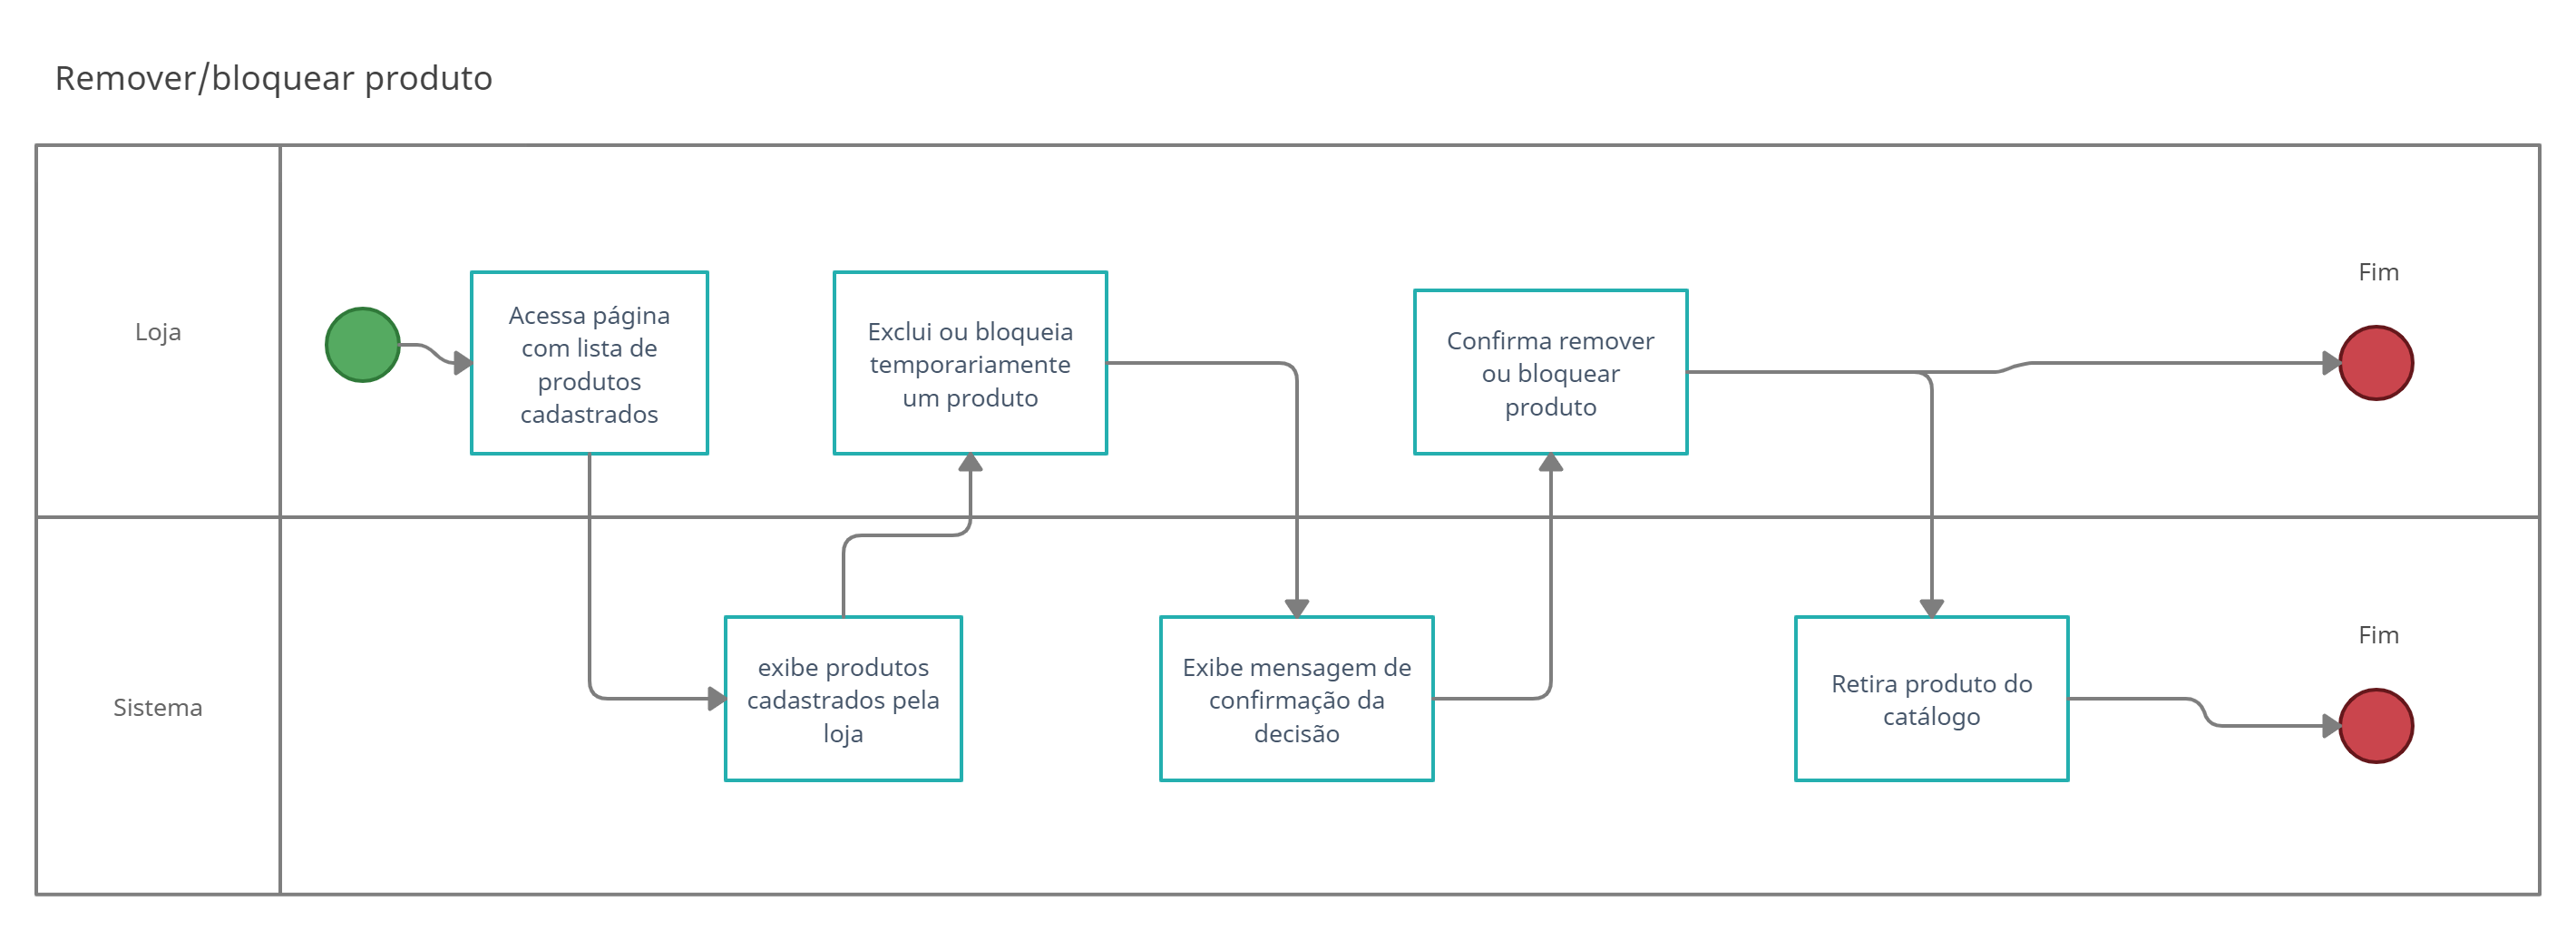 Remover/bloquear produto
Loja
Acessa página
com lista de
produtos
cadastrados
Exclui ou bloqueia
temporariamente
um produto
Confirma remover
ou bloquear
produto
Fim
Sistema
exibe produtos
cadastrados pela
loja
Exibe mensagem de
confirmação da
decisão
Retira produto do
catálogo
Fim